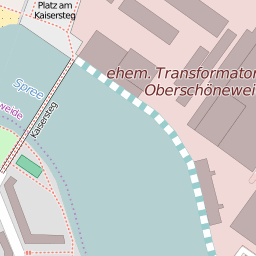 Platz am
Kaisersteg
ehem. Transformator
Oberschönewei
Spree
weide
Kaisersteg